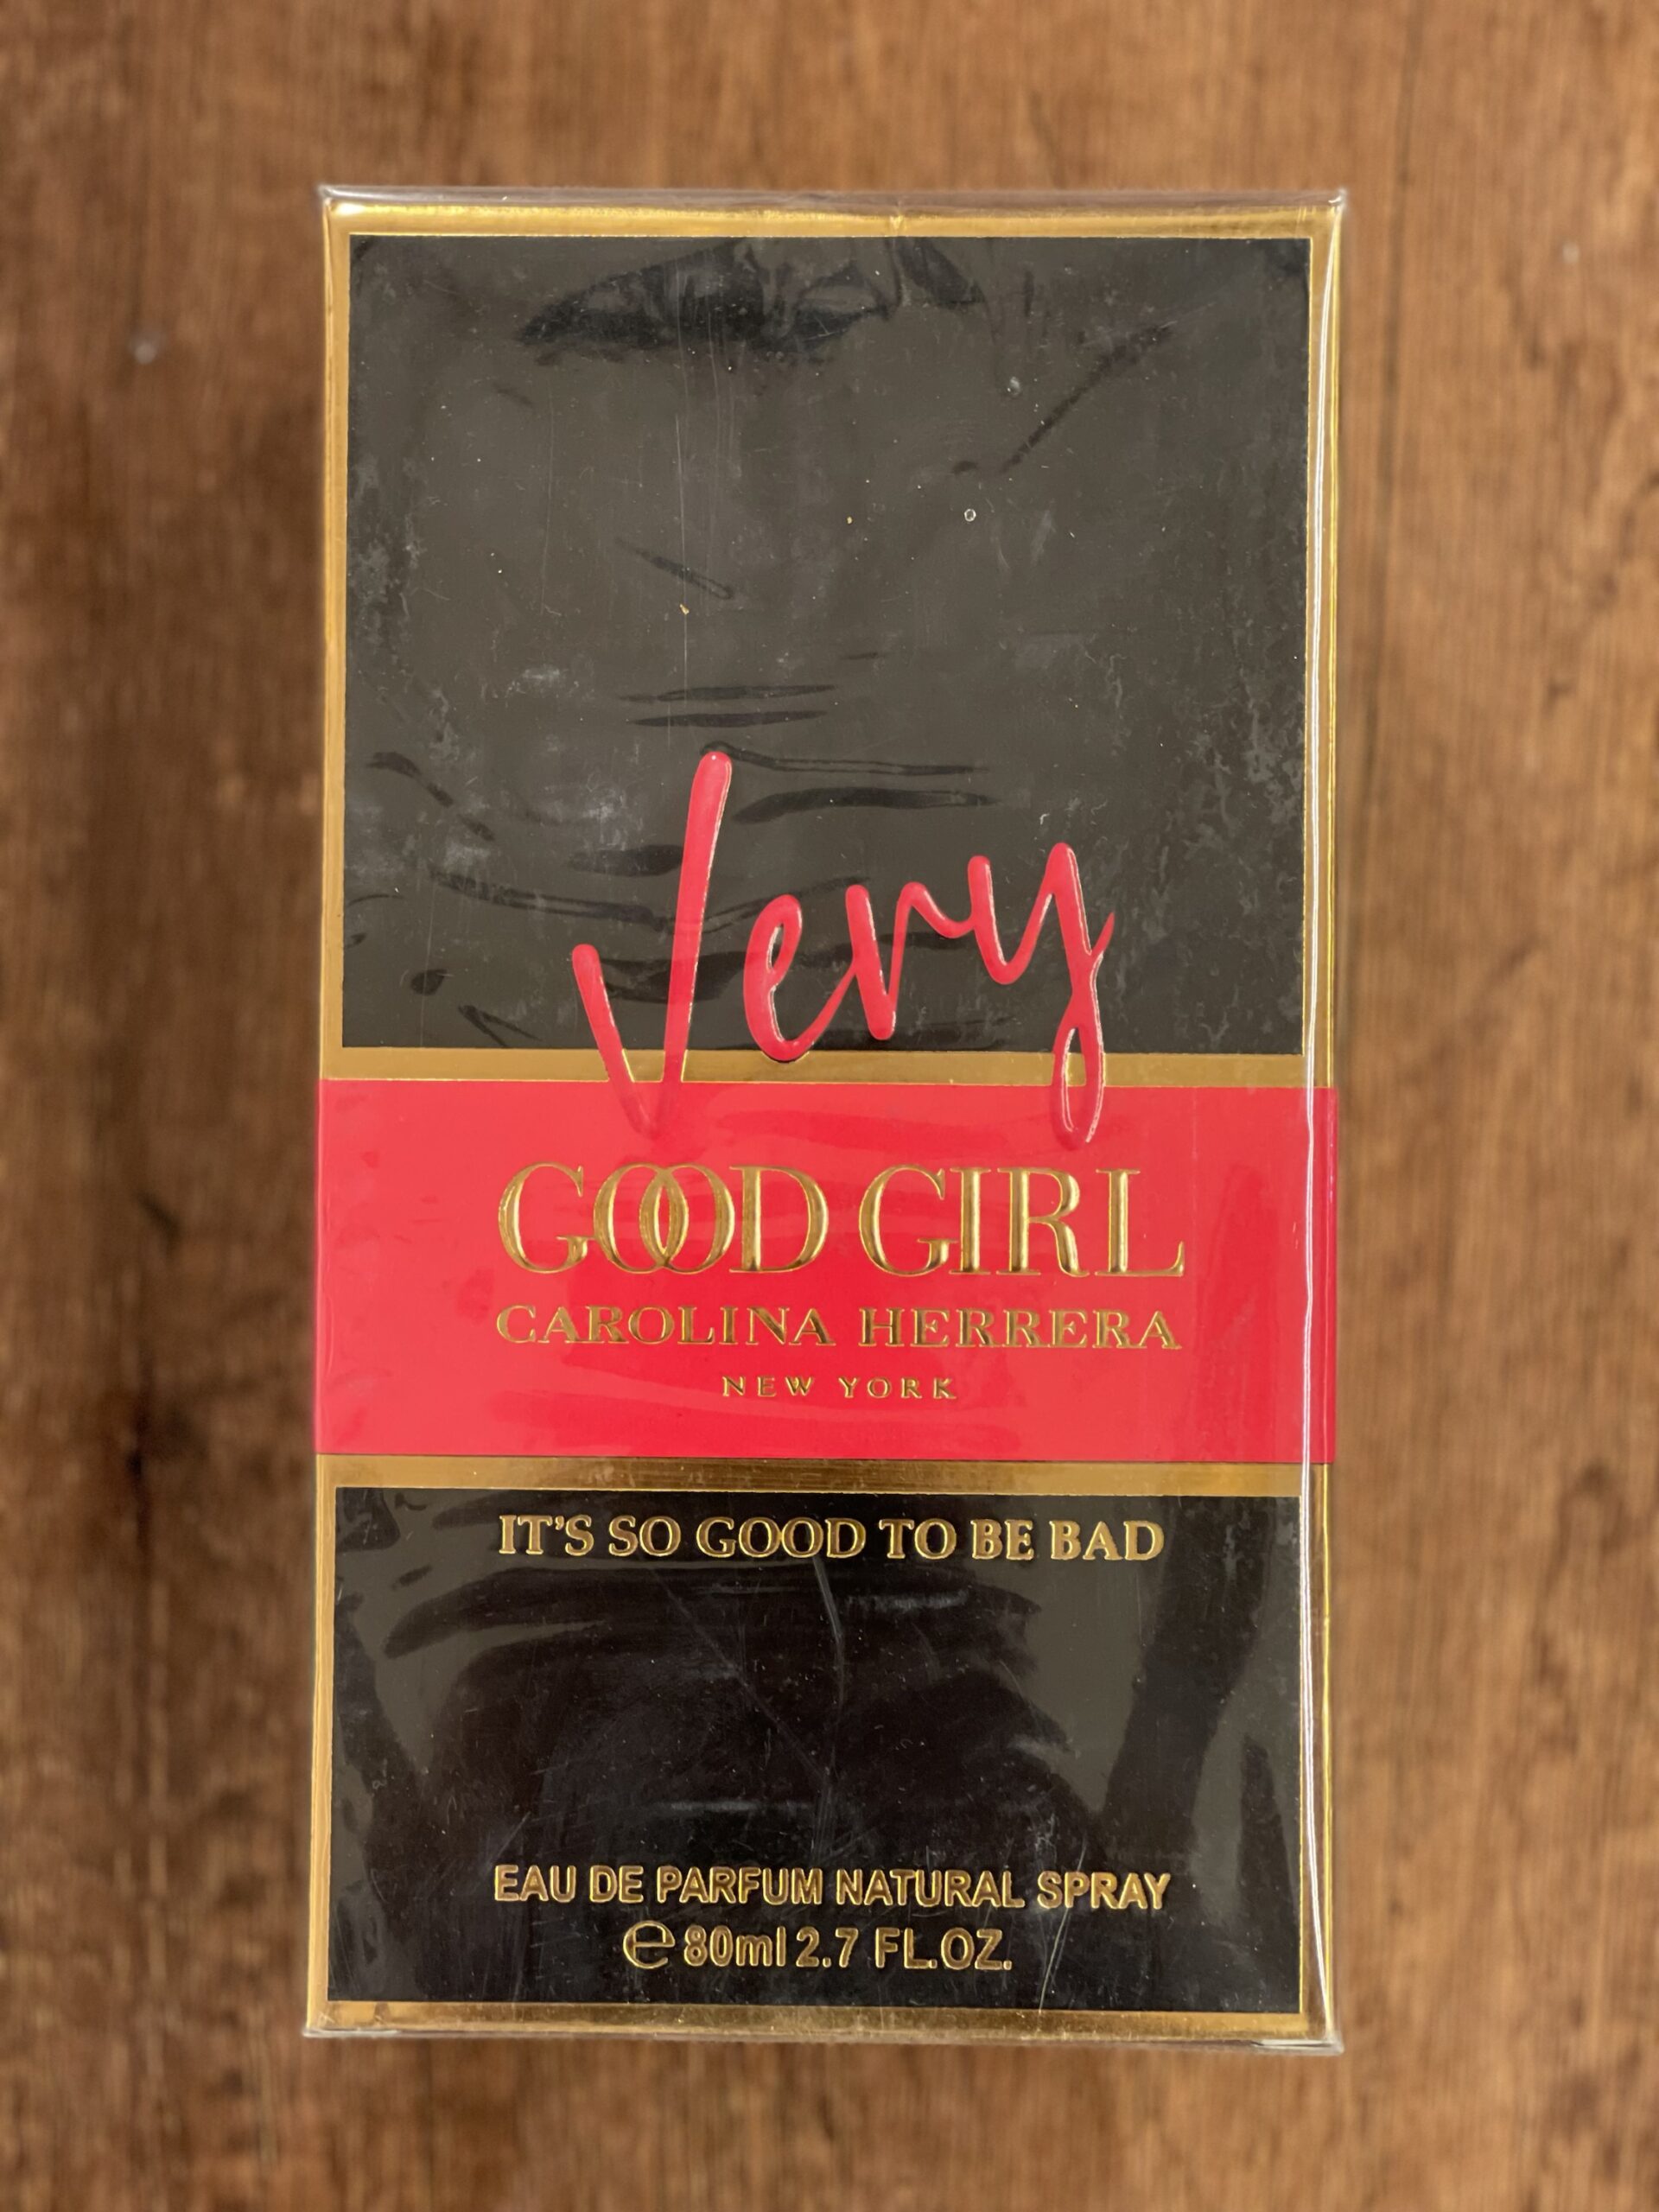 Very
GOOD GIRL
CAROLINA HERRERA
NEW YORK
IT'S SO GOOD TO BE BAD
EAU DE PARFUM NATURAL SPRAY
℮ 80ml 2.7 FL.OZ.